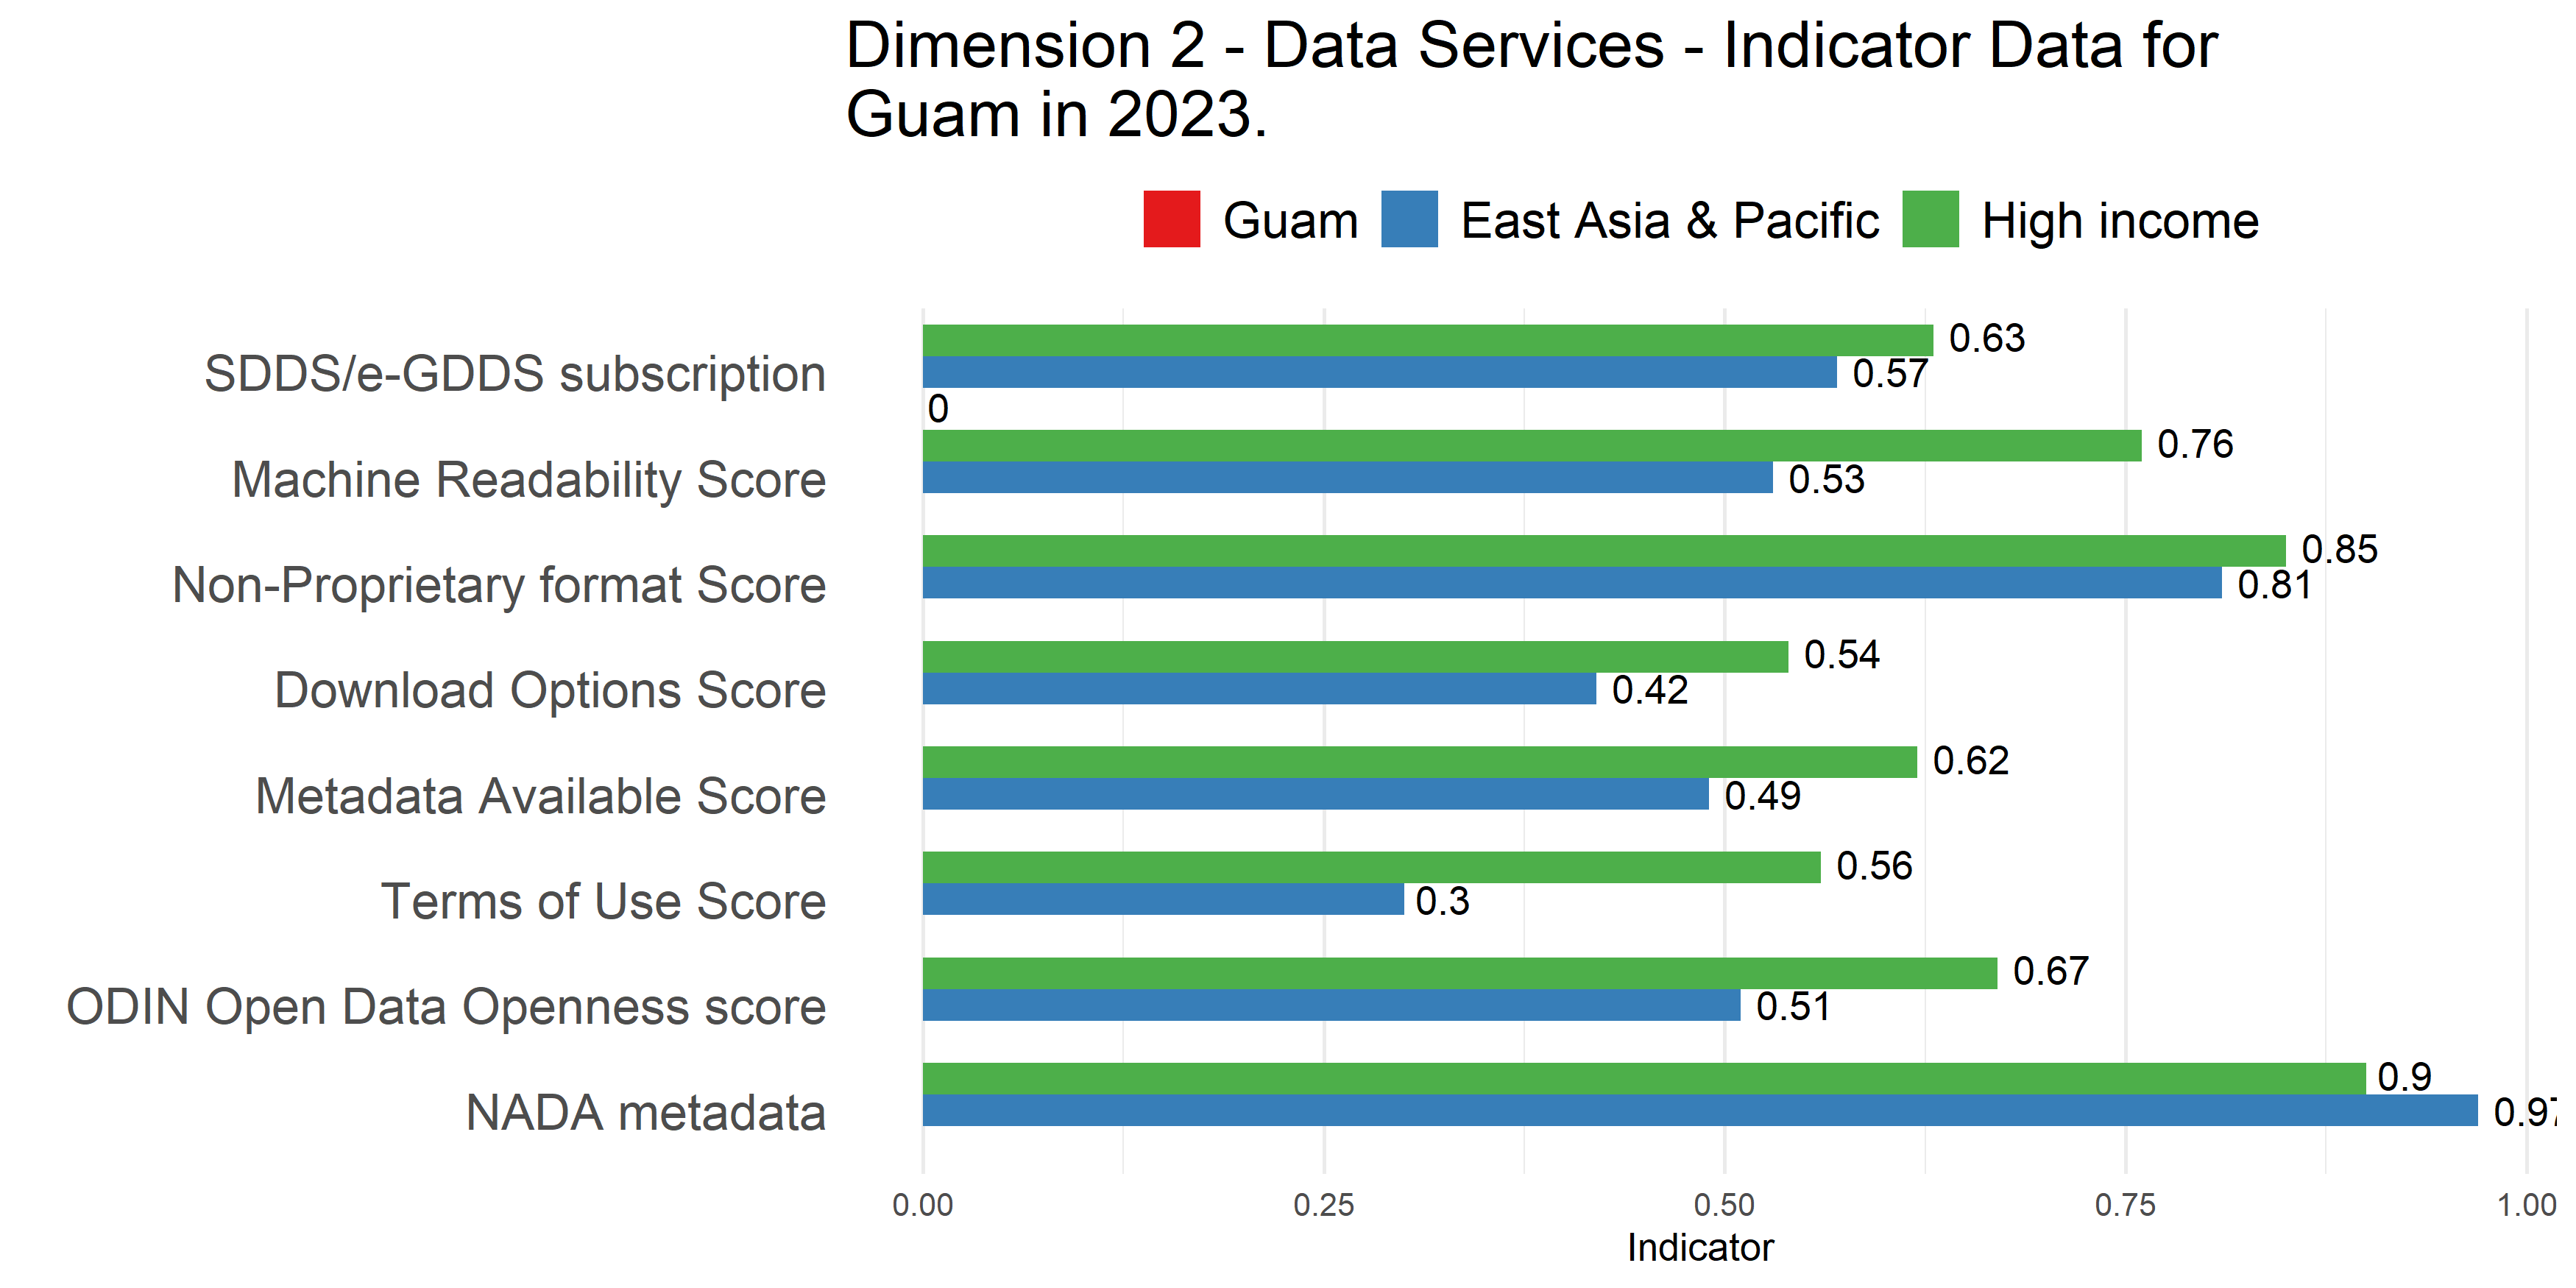 Dimension 2 - Data Services - Indicator Data for
Guam in 2023.
Guam East Asia & Pacific High income
SDDS/e-GDDS subscription
0.63
0.57
0
Machine Readability Score
0.76
0.53
Non-Proprietary format Score
0.85
0.81
Download Options Score
0.54
0.42
Metadata Available Score
0.62
0.49
Terms of Use Score
0.56
0.3
ODIN Open Data Openness score
0.67
0.51
NADA metadata
0.9
0.97
0.00 0.25 0.50 0.75 1.00
Indicator